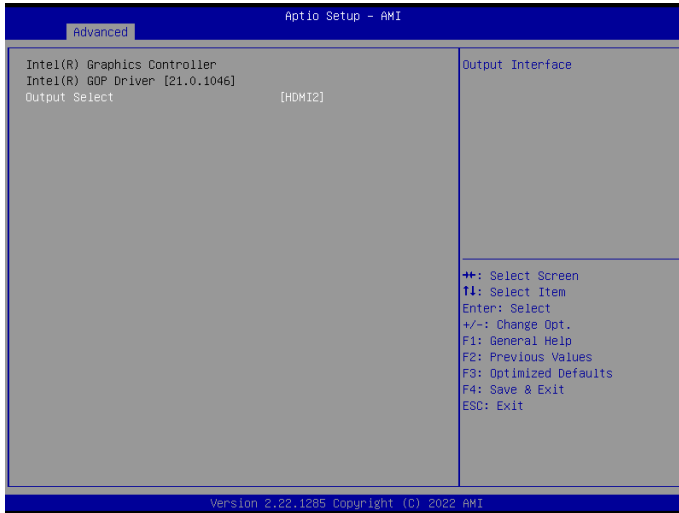 Aptio Setup – AMI
Advanced
Intel(R) Graphics Controller
Intel(R) GOP Driver [21.0.1046]
Output Select [HDMI2]
Output Interface
→←: Select Screen
↑↓: Select Item
Enter: Select
+/-: Change Opt.
F1: General Help
F2: Previous Values
F3: Optimized Defaults
F4: Save & Exit
ESC: Exit
Version 2.22.1285 Copyright (C) 2022 AMI